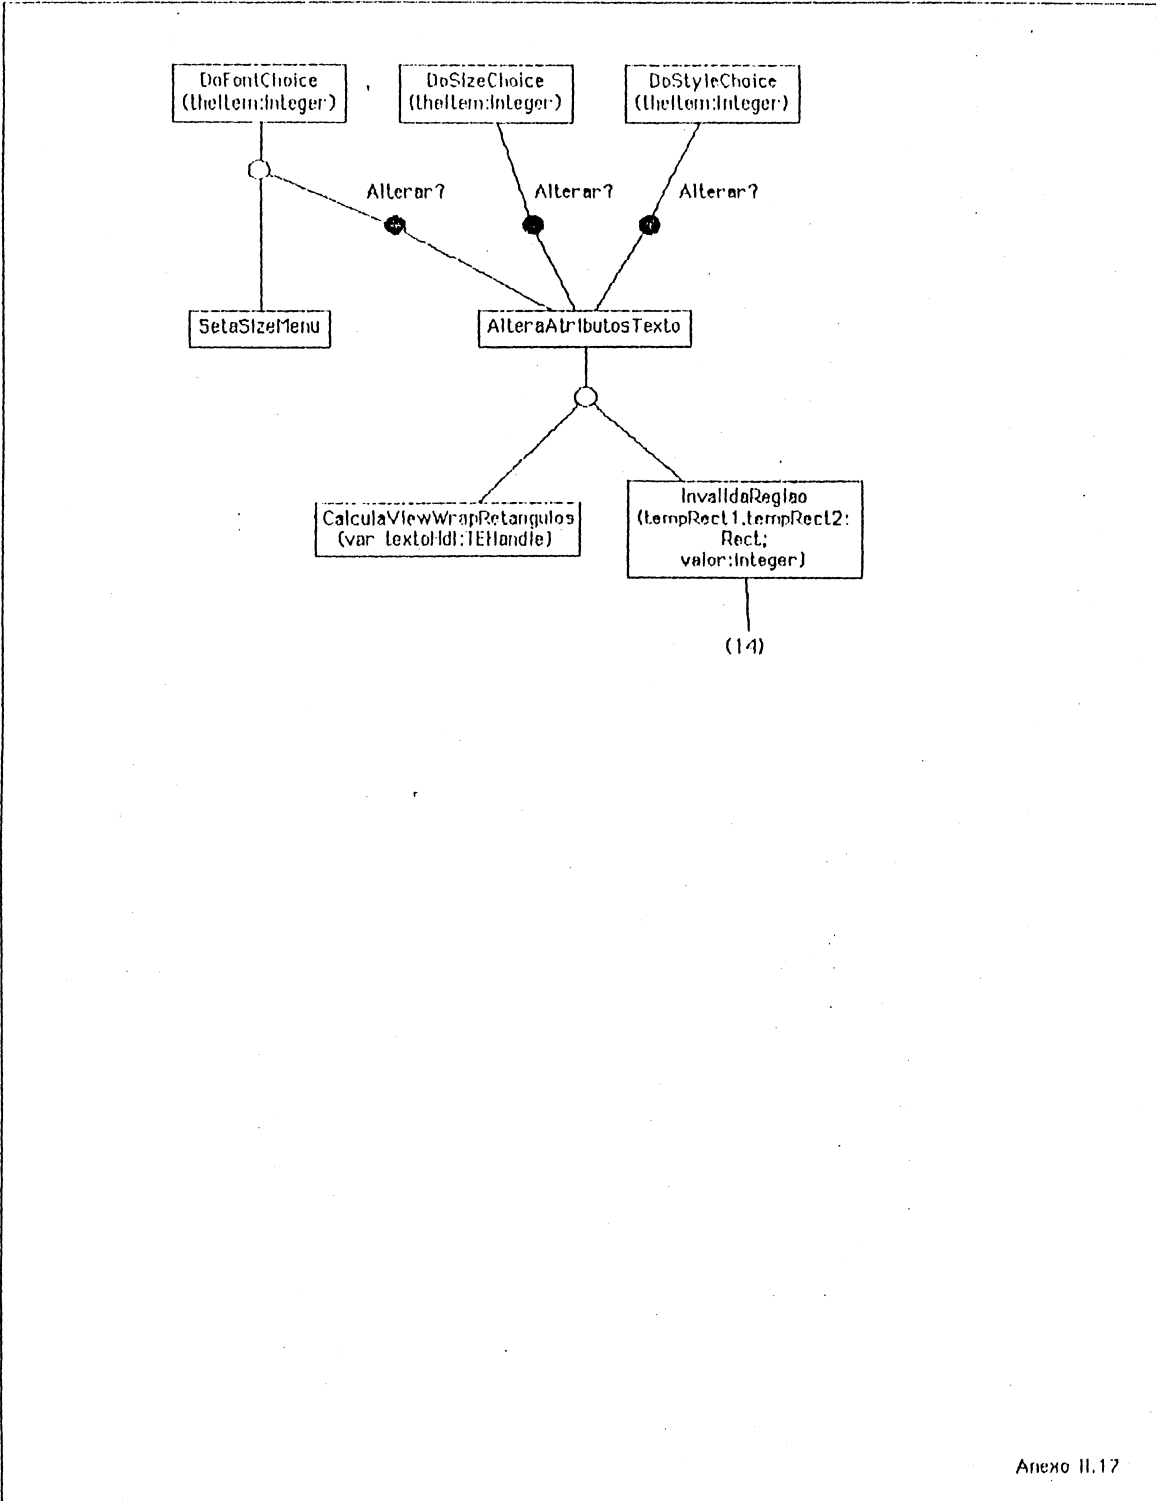 DoFontChoice
(theItem:Integer)
DoSizeChoice
(theItem:Integer)
DoStyleChoice
(theItem:Integer)
Alterar?
Alterar?
Alterar?
SetaSizeMenu
AlteraAtributosTexto
CalculaViewWrapRetangulos
(var textoHdl:TEHandle)
InvalidaRegiao
(tempRect1,tempRect2:
Rect;
valor:Integer)
(14)
Anexo II.17